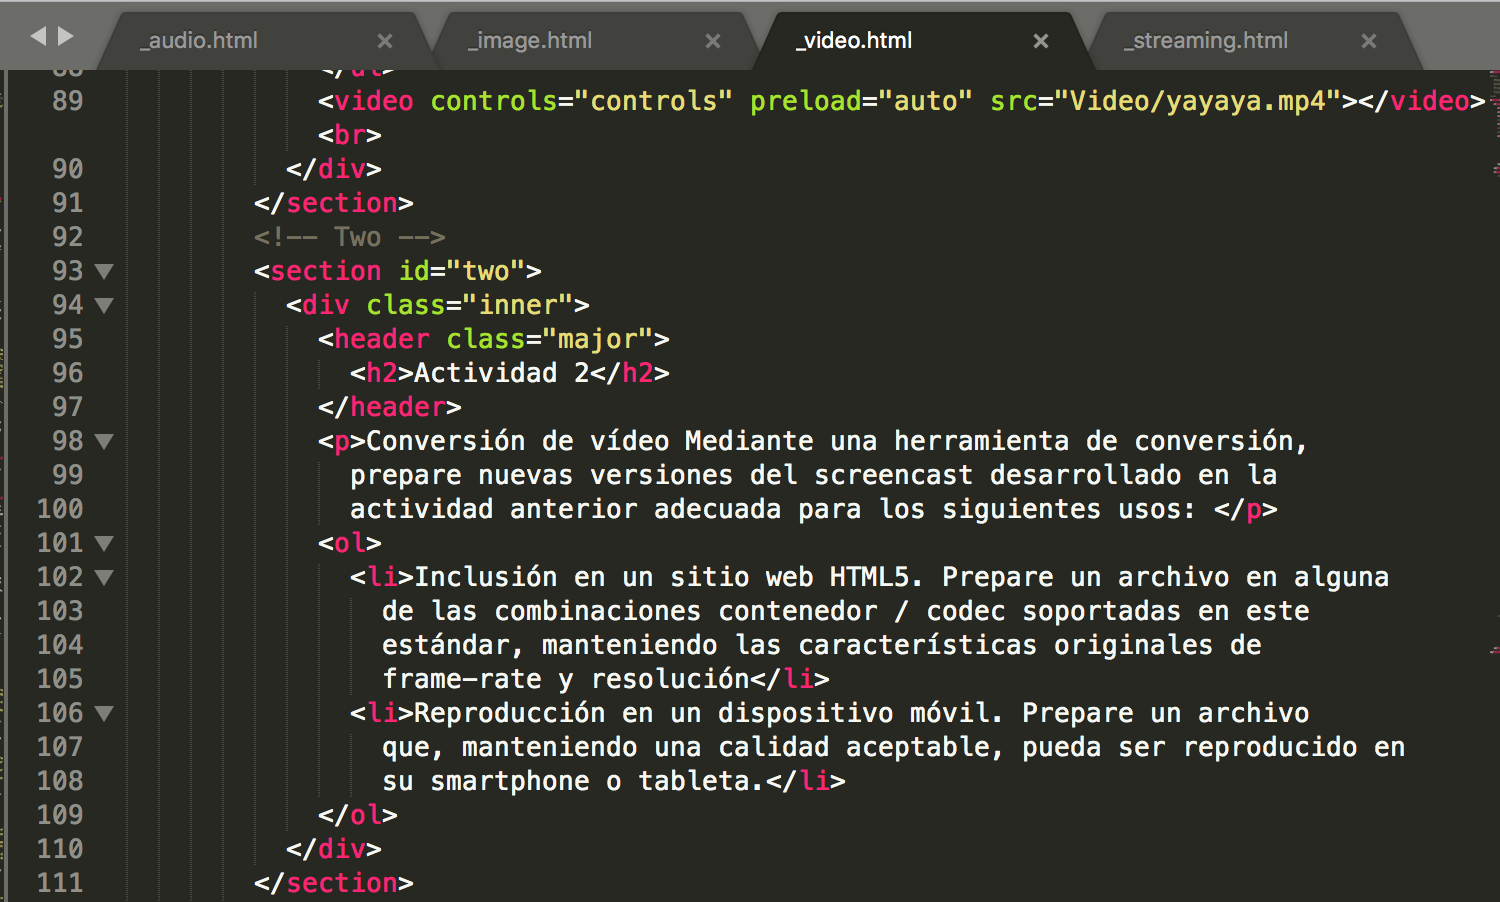 _audio.html × _image.html × _video.html × _streaming.html ×
88 </ul>
89 <video controls="controls" preload="auto" src="Video/yayaya.mp4"></video>
<br>
90 </div>
91 </section>
92 <!-- Two -->
93 <section id="two">
94 <div class="inner">
95 <header class="major">
96 <h2>Actividad 2</h2>
97 </header>
98 <p>Conversión de vídeo Mediante una herramienta de conversión,
99 prepare nuevas versiones del screencast desarrollado en la
100 actividad anterior adecuada para los siguientes usos: </p>
101 <ol>
102 <li>Inclusión en un sitio web HTML5. Prepare un archivo en alguna
103 de las combinaciones contenedor / codec soportadas en este
104 estándar, manteniendo las características originales de
105 frame-rate y resolución</li>
106 <li>Reproducción en un dispositivo móvil. Prepare un archivo
107 que, manteniendo una calidad aceptable, pueda ser reproducido en
108 su smartphone o tableta.</li>
109 </ol>
110 </div>
111 </section>